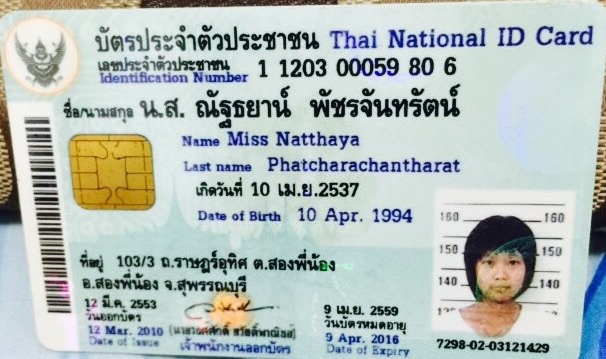 บัตรประจำตัวประชาชน Thai National ID Card
เลขประจำตัวประชาชน
Identification Number 1 1203 00059 80 6
ชื่อ/นามสกุล น.ส. ณัฐธยาน์ พัชรจันทรัตน์
Name Miss Natthaya
Last name Phatcharachantharat
เกิดวันที่ 10 เม.ย.2537
Date of Birth 10 Apr. 1994
ที่อยู่ 103/3 ถ.ราษฎร์อุทิศ ต.สองพี่น้อง
อ.สองพี่น้อง จ.สุพรรณบุรี
12 มี.ค. 2553
วันออกบัตร
12 Mar. 2010
Date of Issue
เจ้าพนักงานออกบัตร
9 เม.ย. 2559
วันบัตรหมดอายุ
9 Apr. 2016
Date of Expiry
160 160
150 150
140 140
7298-02-03121429